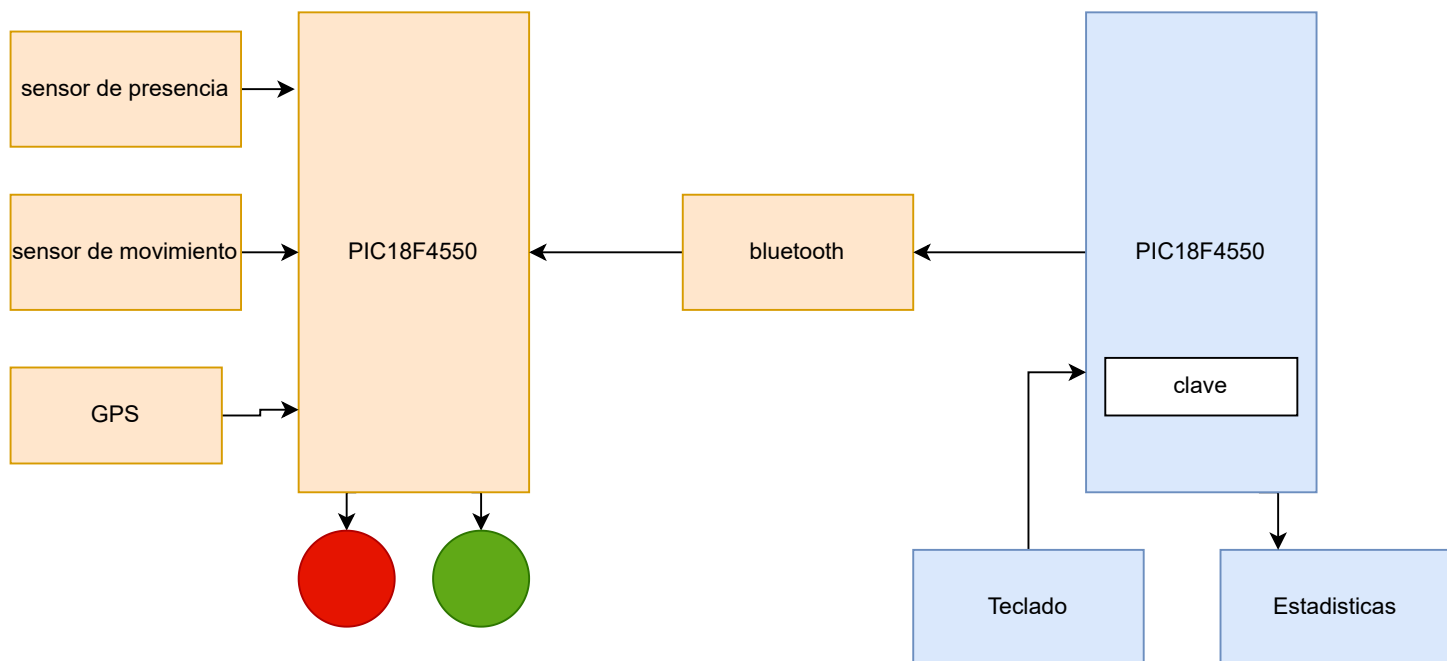 sensor de presencia
sensor de movimiento
PIC18F4550
bluetooth
PIC18F4550
clave
GPS
Teclado
Estadisticas